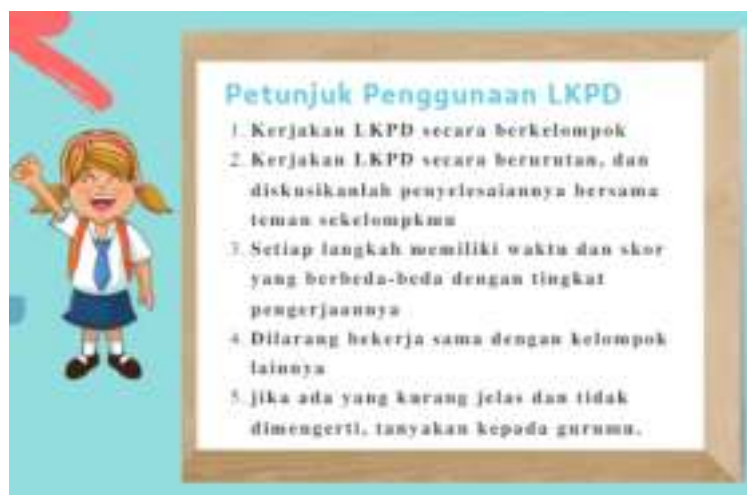 Petunjuk Penggunaan LKPD
1. Kerjakan LKPD secara berkelompok
2. Kerjakan LKPD secara berurutan, dan
diskusikanlah penyelesaiannya bersama
teman sekelompkmu
3. Setiap langkah memiliki waktu dan skor
yang berbeda-beda dengan tingkat
pengerjaannya
4. Dilarang bekerja sama dengan kelompok
lainnya
5. jika ada yang kurang jelas dan tidak
dimengerti, tanyakan kepada gurumu.